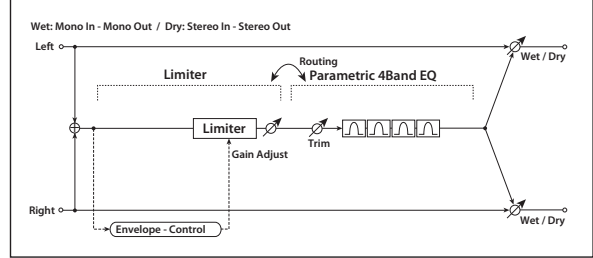 Wet: Mono In - Mono Out / Dry: Stereo In - Stereo Out
Left
Wet / Dry
Routing
Limiter
Parametric 4Band EQ
Limiter
Gain Adjust
Trim
Right
Envelope - Control
Wet / Dry